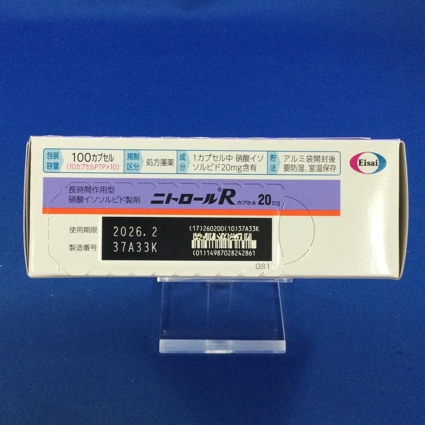 包装容量 100カプセル (10カプセルPTP×10) 規制区分 処方箋薬 成分 1カプセル中 硝酸イソソルビド20mg含有 貯法 アルミ袋開封後 要防湿、室温保存
Eisai
長時間作用型
硝酸イソソルビド製剤
ニトロール®Rカプセル20mg
使用期限 2026.2
製造番号 37A33K
(17)260200(10)37A33K
(01)14987028242861
GS1